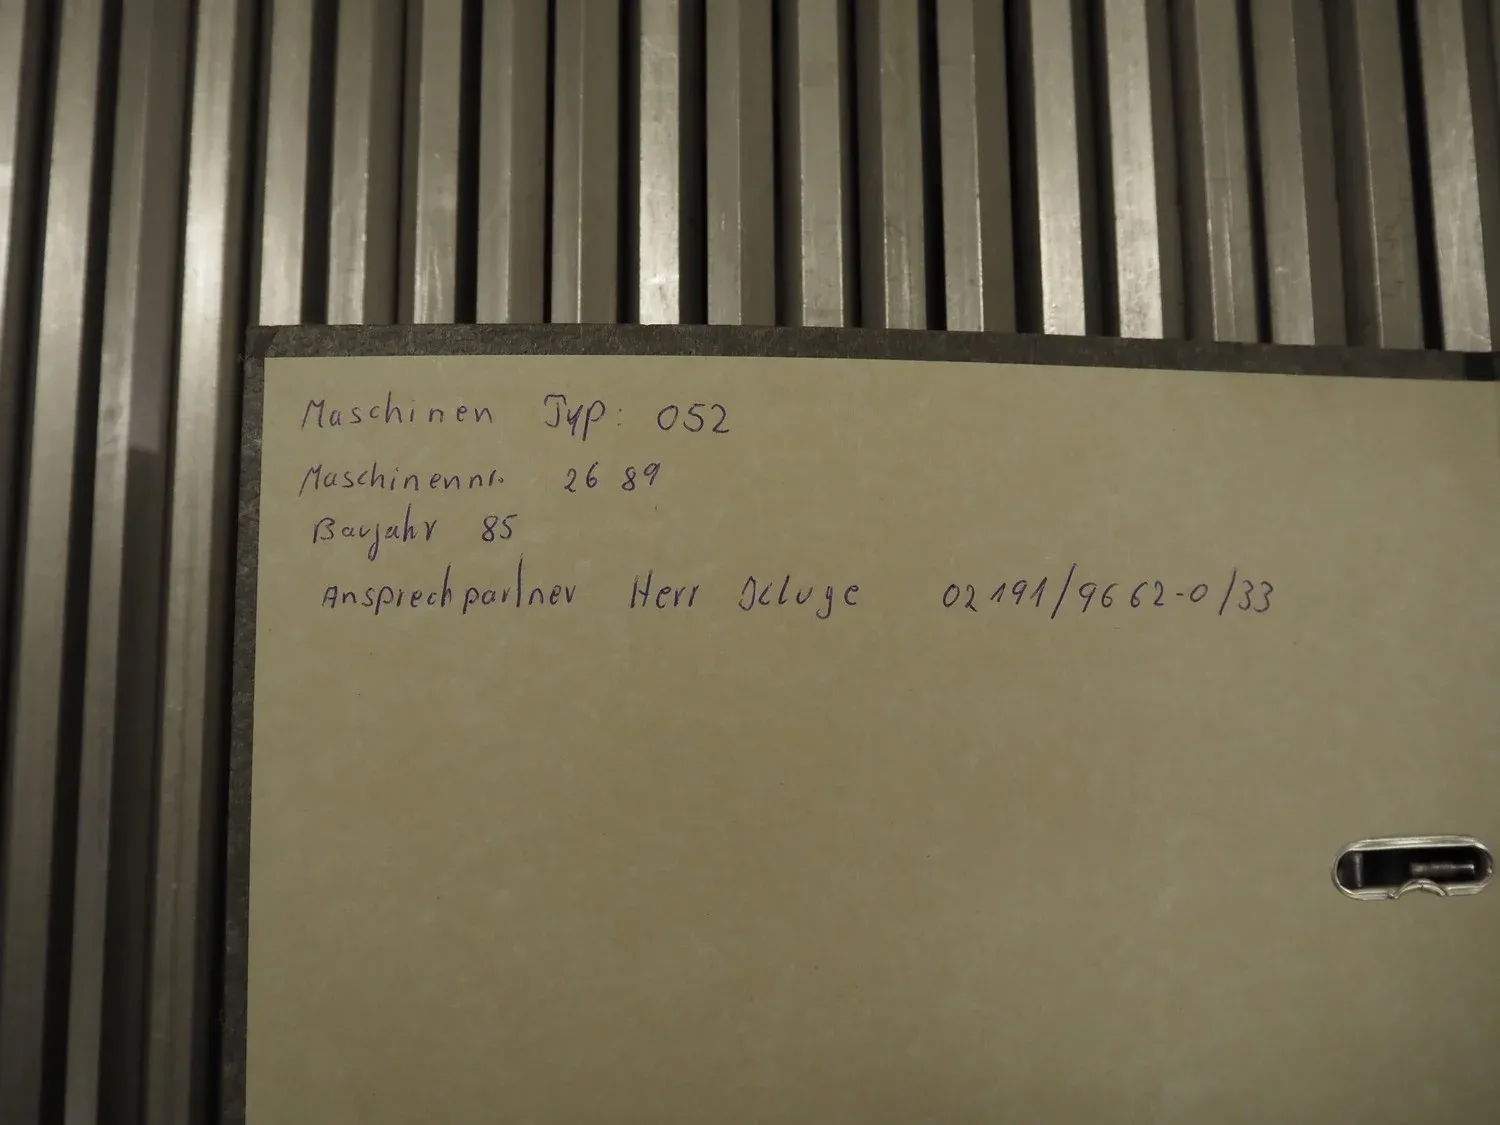 Maschinen Typ: 052
Maschinennr. 26 89
Baujahr 85
Ansprechpartner Herr Kluge 02191/9662-0/33